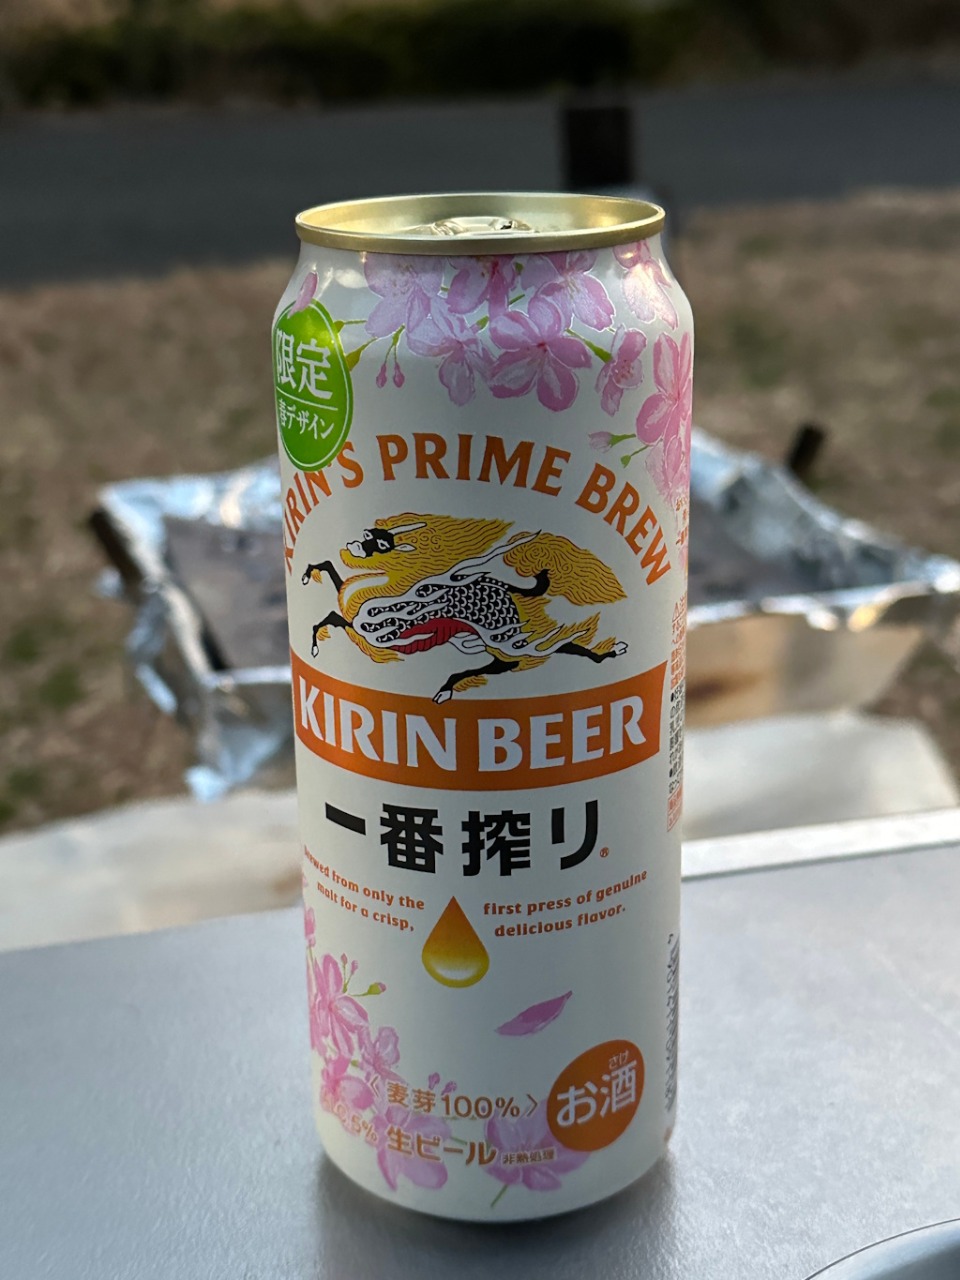 限定
春デザイン
KIRIN'S PRIME BREW
KIRIN BEER
一番搾り®
Brewed from only the
malt for a crisp,
first press of genuine
delicious flavor.
〈麦芽100%〉
生ビール 非熱処理
さけ
お酒